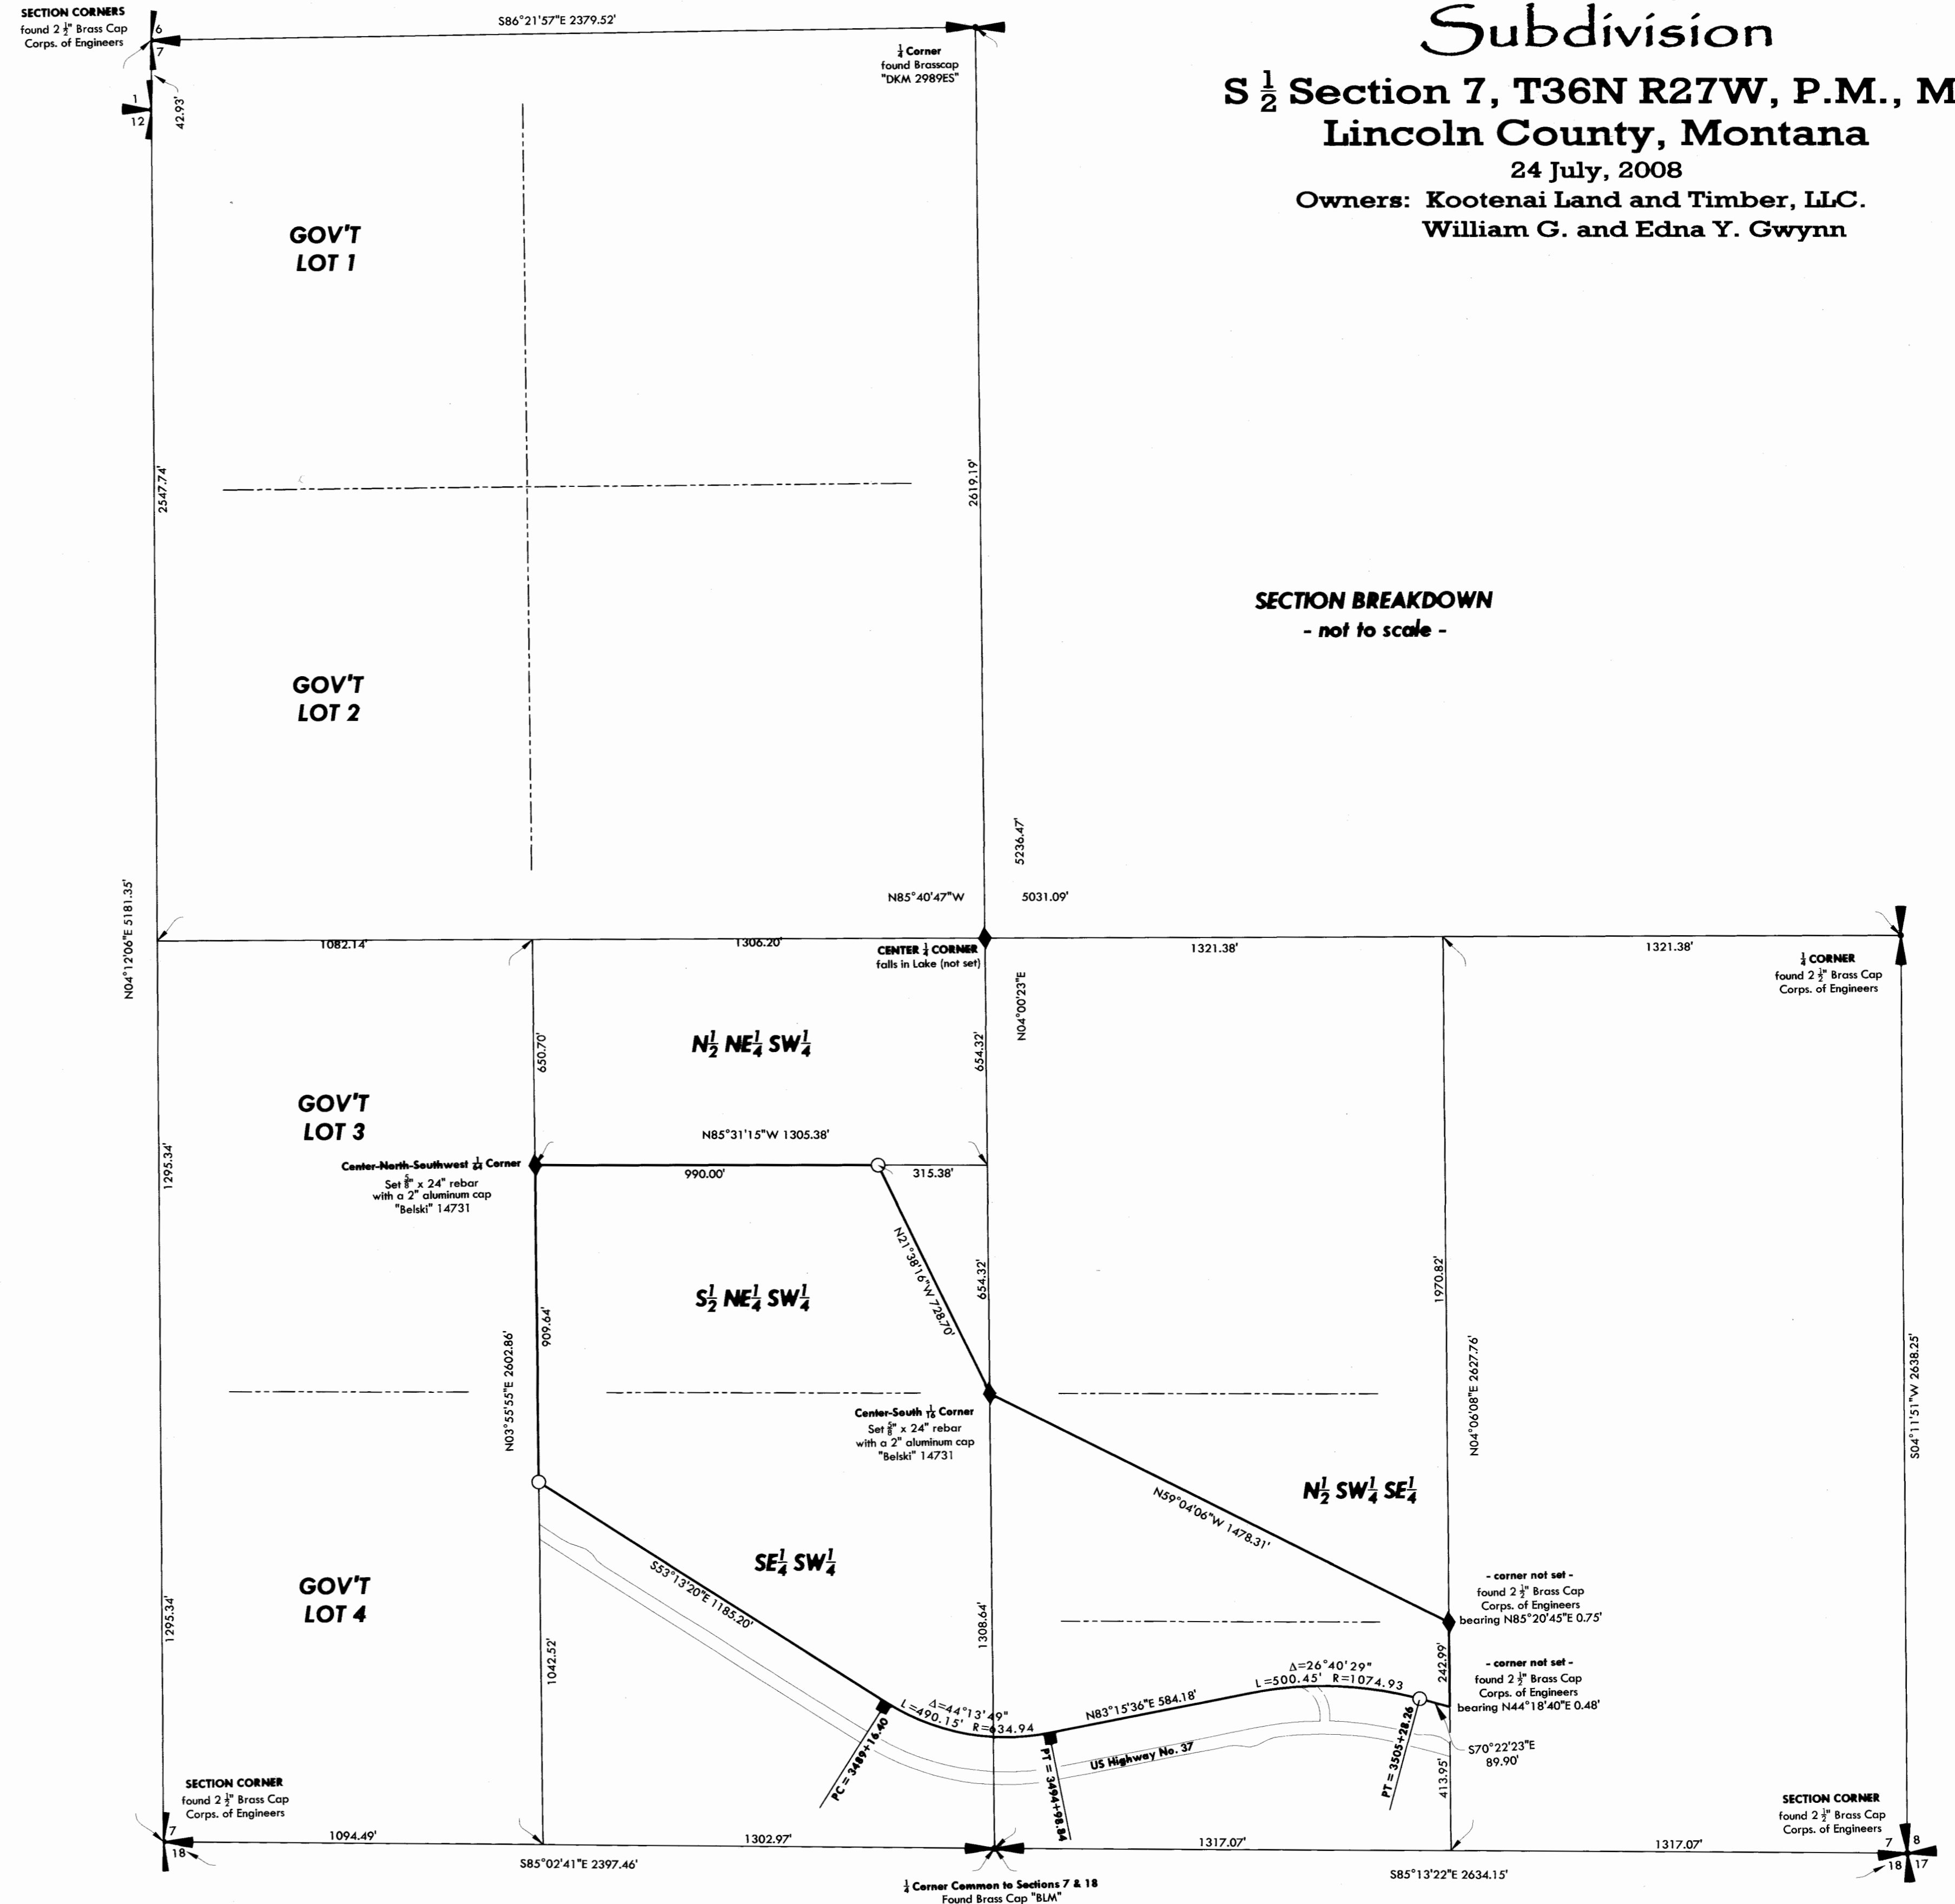 Subdivision
S 1/2 Section 7, T36N R27W, P.M., M
Lincoln County, Montana
24 July, 2008
Owners: Kootenai Land and Timber, LLC.
William G. and Edna Y. Gwynn
SECTION CORNERS
found 2 1/2" Brass Cap
Corps. of Engineers
6
7
1
12
42.93'
S86°21'57"E 2379.52'
1/4 Corner
found Brasscap
"DKM 2989ES"
GOV'T
LOT 1
2547.74'
2619.19'
SECTION BREAKDOWN
- not to scale -
GOV'T
LOT 2
5236.47'
N04°12'06"E 5181.35'
N85°40'47"W 5031.09'
1082.14'
1306.20'
CENTER 1/4 CORNER
falls in Lake (not set)
1321.38'
1321.38'
1/4 CORNER
found 2 1/2" Brass Cap
Corps. of Engineers
N04°00'23"E
650.70'
N1/2 NE1/4 SW1/4
654.32'
GOV'T
LOT 3
N85°31'15"W 1305.38'
1295.34'
Center-North-Southwest 1/64 Corner
Set 5/8" x 24" rebar
with a 2" aluminum cap
"Belski" 14731
990.00'
315.38'
N21°38'16"W 728.70'
654.32'
1970.82'
S1/2 NE1/4 SW1/4
909.64'
N03°55'55"E 2602.86'
N04°06'08"E 2627.76'
S04°11'51"W 2638.25'
Center-South 1/16 Corner
Set 5/8" x 24" rebar
with a 2" aluminum cap
"Belski" 14731
N59°04'06"W 1478.31'
N1/2 SW1/4 SE1/4
SE1/4 SW1/4
S53°13'20"E 1185.20'
GOV'T
LOT 4
1295.34'
1042.52'
1308.64'
- corner not set -
found 2 1/2" Brass Cap
Corps. of Engineers
bearing N85°20'45"E 0.75'
242.99'
- corner not set -
found 2 1/2" Brass Cap
Corps. of Engineers
bearing N44°18'40"E 0.48'
Δ=26°40'29"
L=500.45' R=1074.93
Δ=44°13'49"
L=490.15' R=634.94
N83°15'36"E 584.18'
PC = 3489+16.40
PT = 3494+98.84
US Highway No. 37
PT = 3505+28.26
S70°22'23"E
89.90'
413.95'
SECTION CORNER
found 2 1/2" Brass Cap
Corps. of Engineers
7
18
1094.49'
1302.97'
1317.07'
1317.07'
S85°02'41"E 2397.46'
S85°13'22"E 2634.15'
1/4 Corner Common to Sections 7 & 18
Found Brass Cap "BLM"
SECTION CORNER
found 2 1/2" Brass Cap
Corps. of Engineers
7 8
18 17